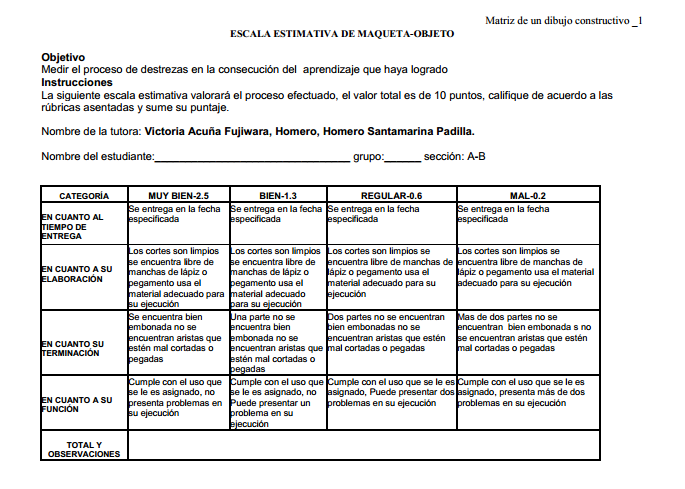 Matriz de un dibujo constructivo _1
ESCALA ESTIMATIVA DE MAQUETA-OBJETO
Objetivo
Medir el proceso de destrezas en la consecución del aprendizaje que haya logrado
Instrucciones
La siguiente escala estimativa valorará el proceso efectuado, el valor total es de 10 puntos, califique de acuerdo a las
rúbricas asentadas y sume su puntaje.
Nombre de la tutora: Victoria Acuña Fujiwara, Homero, Homero Santamarina Padilla.
Nombre del estudiante:________________________________ grupo:______ sección: A-B
CATEGORÍA
MUY BIEN-2.5
BIEN-1.3
REGULAR-0.6
MAL-0.2
EN CUANTO AL
TIEMPO DE
ENTREGA
Se entrega en la fecha
especificada
Se entrega en la fecha
especificada
Se entrega en la fecha
especificada
Se entrega en la fecha
especificada
EN CUANTO A SU
ELABORACIÓN
Los cortes son limpios
se encuentra libre de
manchas de lápiz o
pegamento usa el
material adecuado para
su ejecución
Los cortes son limpios
se encuentra libre de
manchas de lápiz o
pegamento usa el
material adecuado
para su ejecución
Los cortes son limpios se
encuentra libre de manchas de
lápiz o pegamento usa el
material adecuado para su
ejecución
Los cortes son limpios se
encuentra libre de manchas de
lápiz o pegamento usa el material
adecuado para su ejecución
EN CUANTO SU
TERMINACIÓN
Se encuentra bien
embonada no se
encuentran aristas que
estén mal cortadas o
pegadas
Una parte no se
encuentra bien
embonada no se
encuentran aristas que
estén mal cortadas o
pegadas
Dos partes no se encuentran
bien embonadas no se
encuentran aristas que estén
mal cortadas o pegadas
Mas de dos partes no se
encuentran bien embonada s no
se encuentran aristas que estén
mal cortadas o pegadas
EN CUANTO A SU
FUNCIÓN
Cumple con el uso que
se le es asignado, no
presenta problemas en
su ejecución
Cumple con el uso que
se le es asignado, no
Puede presentar un
problema en su
ejecución
Cumple con el uso que se le es
asignado, Puede presentar dos
problemas en su ejecución
Cumple con el uso que se le es
asignado, presenta más de dos
problemas en su ejecución
TOTAL Y
OBSERVACIONES